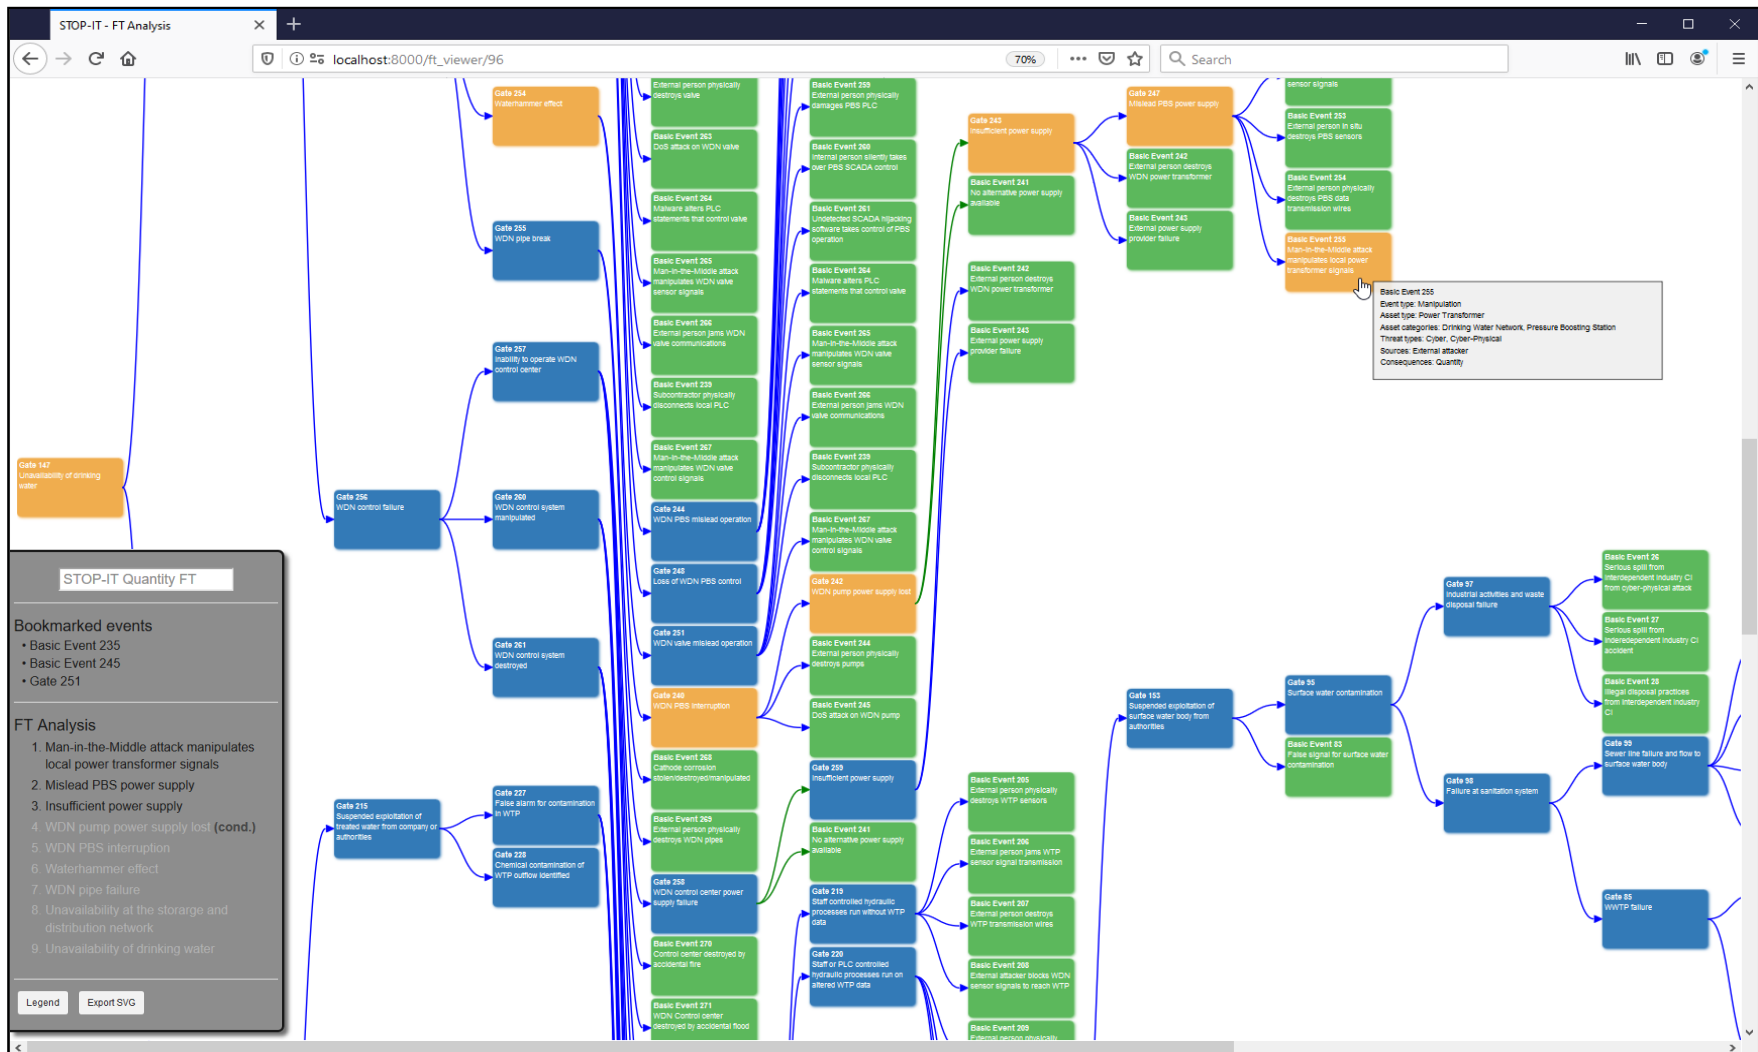 STOP-IT - FT Analysis
localhost:8000/ft_viewer/96
70%
Search
Gate 147
Unavailability of drinking
water
STOP-IT Quantity FT
Bookmarked events
• Basic Event 235
• Basic Event 245
• Gate 251
FT Analysis
1. Man-in-the-Middle attack manipulates
local power transformer signals
2. Mislead PBS power supply
3. Insufficient power supply
4. WDN pump power supply lost (cond.)
5. WDN PBS interruption
6. Waterhammer effect
7. WDN pipe failure
8. Unavailability at the storarge and
distribution network
9. Unavailability of drinking water
Legend
Export SVG
Gate 256
WDN control failure
Gate 215
Suspended exploitation of
treated water from company or
authorities
Gate 254
Waterhammer effect
Gate 255
WDN pipe break
Gate 257
Inability to operate WDN
control center
Gate 260
WDN control system
manipulated
Gate 261
WDN control system
destroyed
Gate 227
False alarm for contamination
in WTP
Gate 228
Chemical contamination of
WTP outflow identified
External person physically
destroys valve
Basic Event 263
DoS attack on WDN valve
Basic Event 264
Malware alters PLC
statements that control valve
Basic Event 265
Man-in-the-Middle attack
manipulates WDN valve
sensor signals
Basic Event 266
External person jams WDN
valve communications
Basic Event 239
Subcontractor physically
disconnects local PLC
Basic Event 267
Man-in-the-Middle attack
manipulates WDN valve
control signals
Gate 244
WDN PBS mislead operation
Gate 248
Loss of WDN PBS control
Gate 251
WDN valve mislead operation
Gate 240
WDN PBS interruption
Basic Event 268
Cathode corrosion
stolen/destroyed/manipulated
Basic Event 269
External person physically
destroys WDN pipes
Gate 258
WDN control center power
supply failure
Basic Event 270
Control center destroyed by
accidental fire
Basic Event 271
WDN Control center
destroyed by accidental flood
Basic Event 259
External person physically
damages PBS PLC
Basic Event 260
Internal person silently takes
over PBS SCADA control
Basic Event 261
Undetected SCADA hijacking
software takes control of PBS
operation
Basic Event 264
Malware alters PLC
statements that control valve
Basic Event 265
Man-in-the-Middle attack
manipulates WDN valve
sensor signals
Basic Event 266
External person jams WDN
valve communications
Basic Event 239
Subcontractor physically
disconnects local PLC
Basic Event 267
Man-in-the-Middle attack
manipulates WDN valve
control signals
Gate 242
WDN pump power supply lost
Basic Event 244
External person physically
destroys pumps
Basic Event 245
DoS attack on WDN pump
Gate 259
Insufficient power supply
Basic Event 241
No alternative power supply
available
Gate 219
Staff controlled hydraulic
processes run without WTP
data
Gate 220
Staff or PLC controlled
hydraulic processes run on
altered WTP data
Gate 243
Insufficient power supply
Basic Event 241
No alternative power supply
available
Basic Event 242
External person destroys
WDN power transformer
Basic Event 243
External power supply
provider failure
Basic Event 205
External person physically
destroys WTP sensors
Basic Event 206
External person jams WTP
sensor signal transmission
Basic Event 207
External person destroys
WTP transmission wires
Basic Event 208
External attacker blocks WDN
sensor signals to reach WTP
Basic Event 209
External person physically
Gate 247
Mislead PBS power supply
Basic Event 242
External person destroys
WDN power transformer
Basic Event 243
External power supply
provider failure
Gate 153
Suspended exploitation of
surface water body from
authorities
sensor signals
Basic Event 253
External person in situ
destroys PBS sensors
Basic Event 254
External person physically
destroys PBS data
transmission wires
Basic Event 255
Man-in-the-Middle attack
manipulates local power
transformer signals
Basic Event 255
Event type: Manipulation
Asset type: Power Transformer
Asset categories: Drinking Water Network, Pressure Boosting Station
Threat types: Cyber, Cyber-Physical
Sources: External attacker
Consequences: Quantity
Gate 95
Surface water contamination
Basic Event 83
False signal for surface water
contamination
Gate 97
Industrial activities and waste
disposal failure
Gate 98
Failure at sanitation system
Basic Event 26
Serious spill from
interdependent industry CI
from cyber-physical attack
Basic Event 27
Serious spill from
interedependent industry CI
accident
Basic Event 28
Illegal disposal practices
from interdependent industry
CI
Gate 99
Sewer line failure and flow to
surface water body
Gate 85
WWTP failure